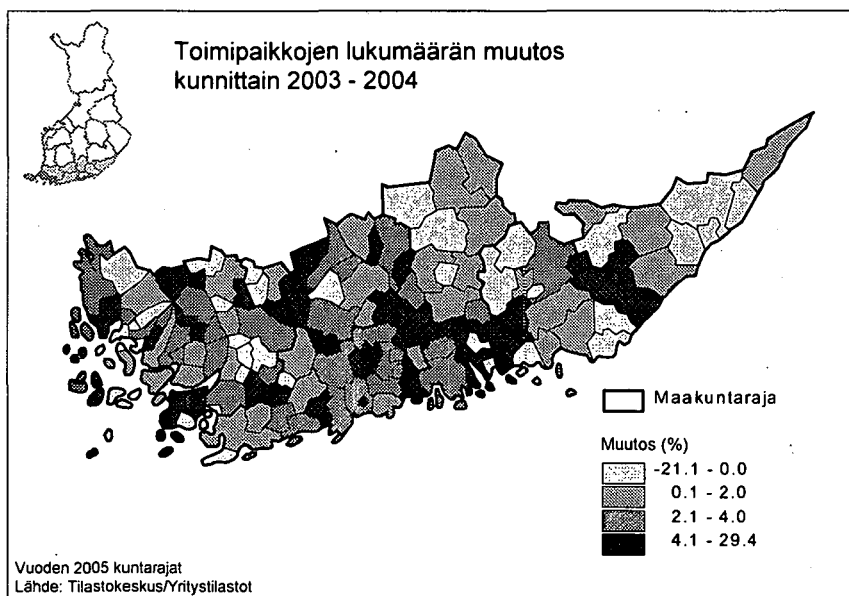 Toimipaikkojen lukumäärän muutos
kunnittain 2003 - 2004
Maakuntaraja
Muutos (%)
-21.1 - 0.0
0.1 - 2.0
2.1 - 4.0
4.1 - 29.4
Vuoden 2005 kuntarajat
Lähde: Tilastokeskus/Yritystilastot